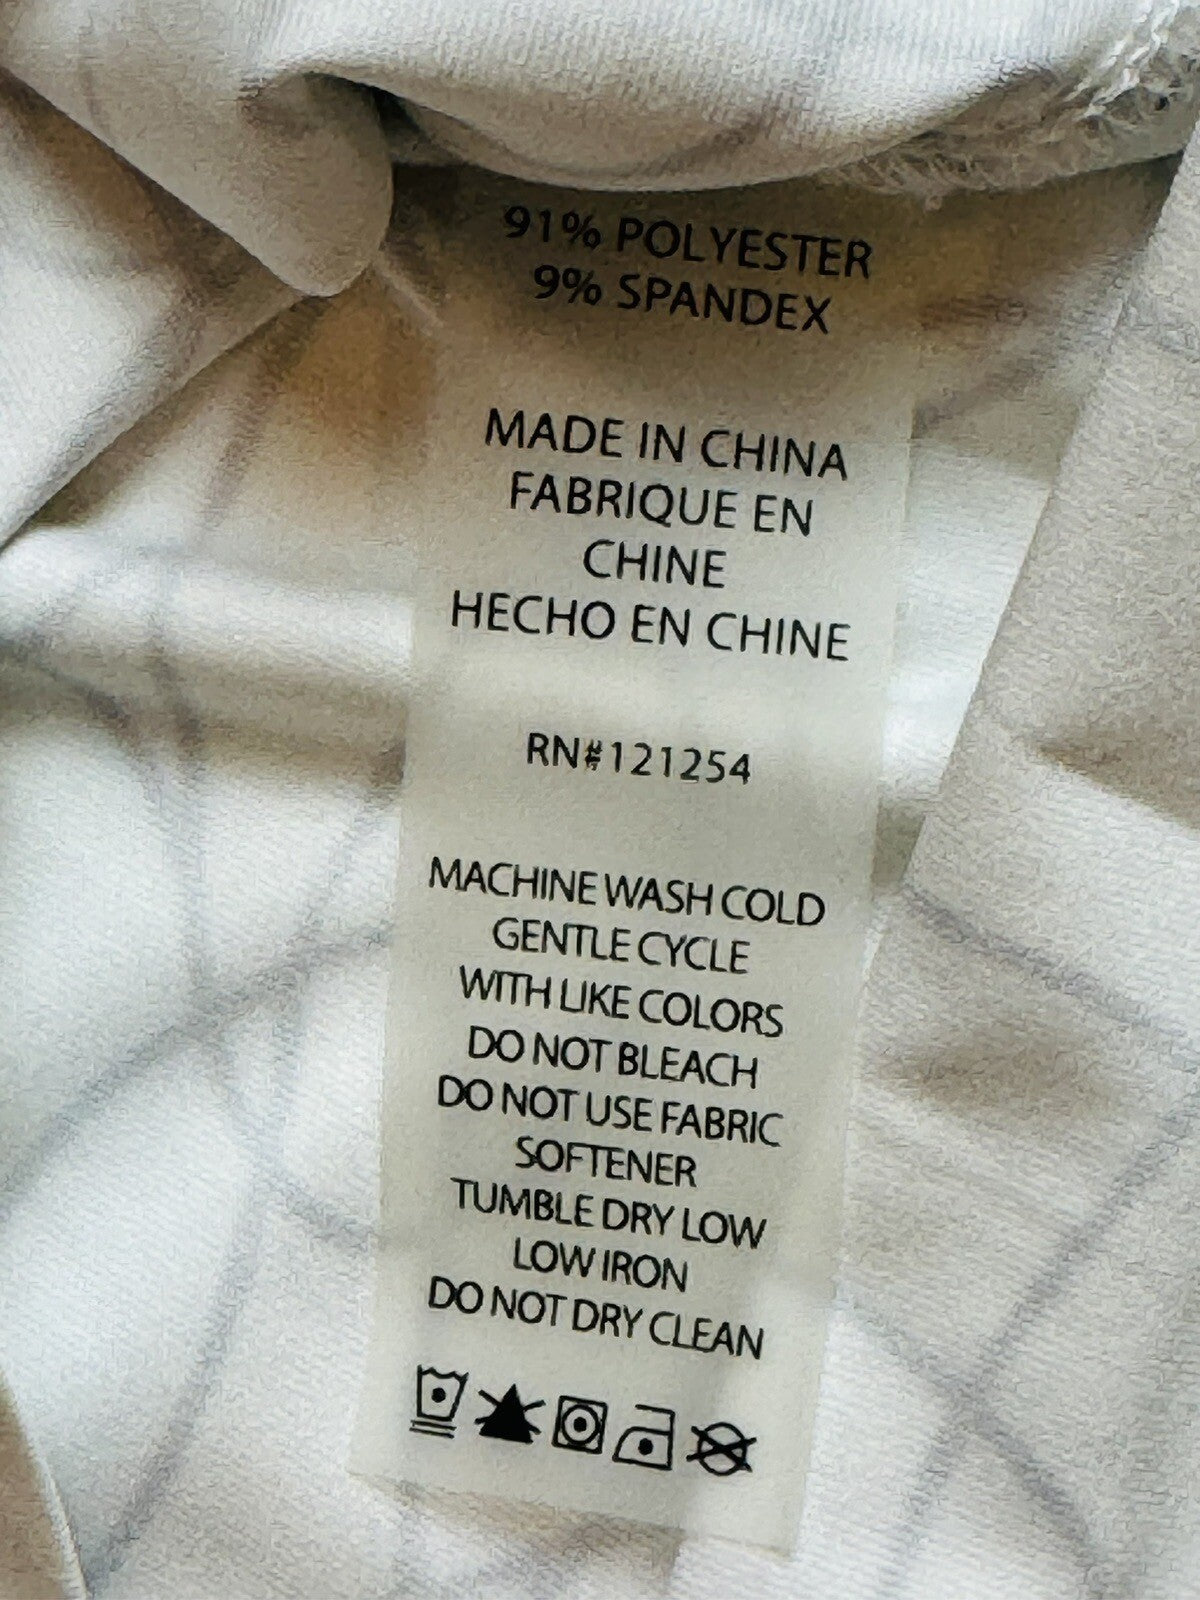 91% POLYESTER
9% SPANDEX
MADE IN CHINA
FABRIQUE EN
CHINE
HECHO EN CHINE
RN#121254
MACHINE WASH COLD
GENTLE CYCLE
WITH LIKE COLORS
DO NOT BLEACH
DO NOT USE FABRIC
SOFTENER
TUMBLE DRY LOW
LOW IRON
DO NOT DRY CLEAN